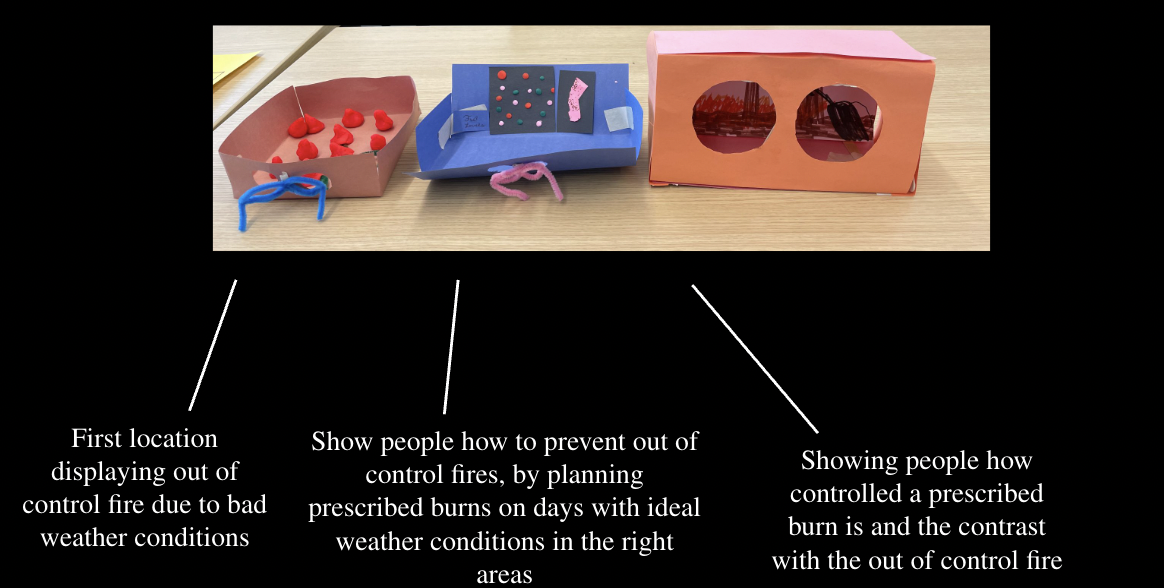 First location
displaying out of
control fire due to bad
weather conditions
Show people how to prevent out of
control fires, by planning
prescribed burns on days with ideal
weather conditions in the right
areas
Showing people how
controlled a prescribed
burn is and the contrast
with the out of control fire